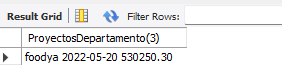 Result Grid Filter Rows:
ProyectosDepartamento(3)
foodya 2022-05-20 530250.30